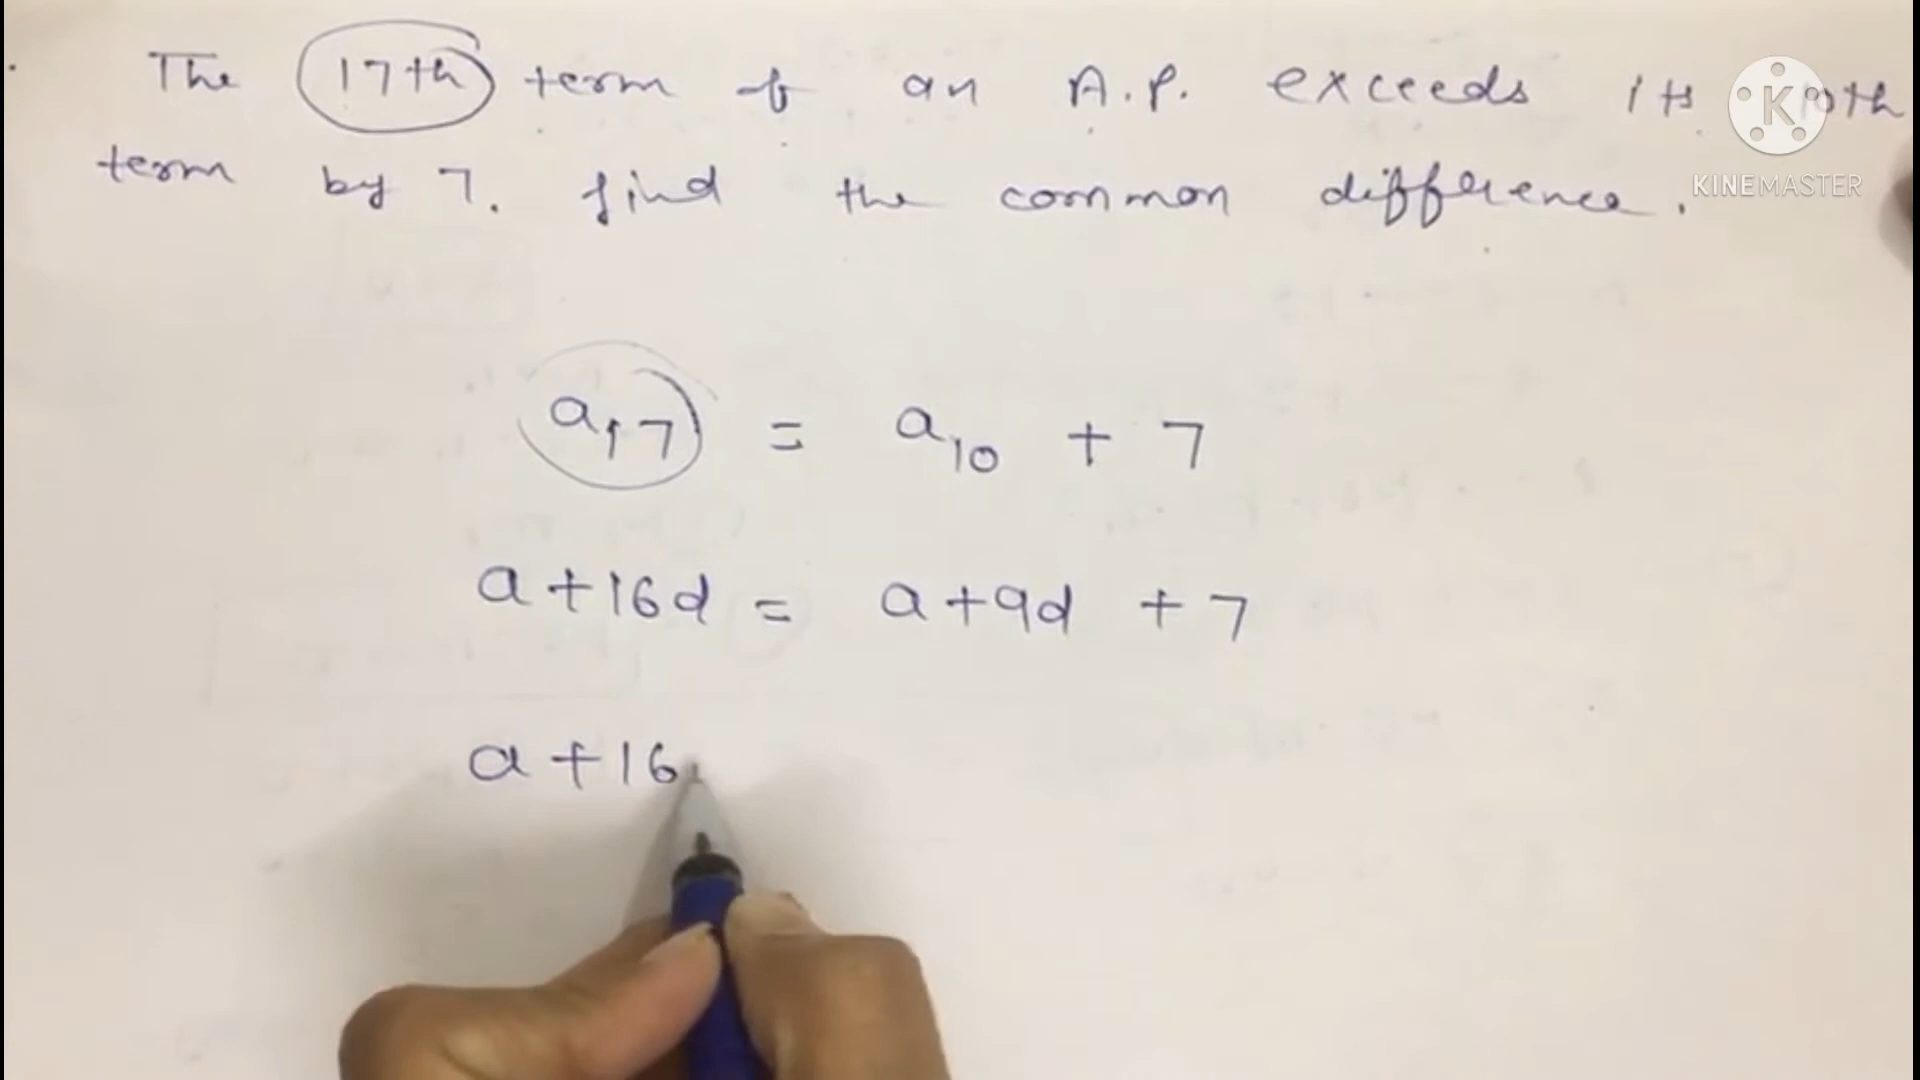 The 17th term of an A.P. exceeds its 10th
term by 7. find the common difference.
KINEMASTER
a17 = a10 + 7
a+16d = a+9d + 7
a+16